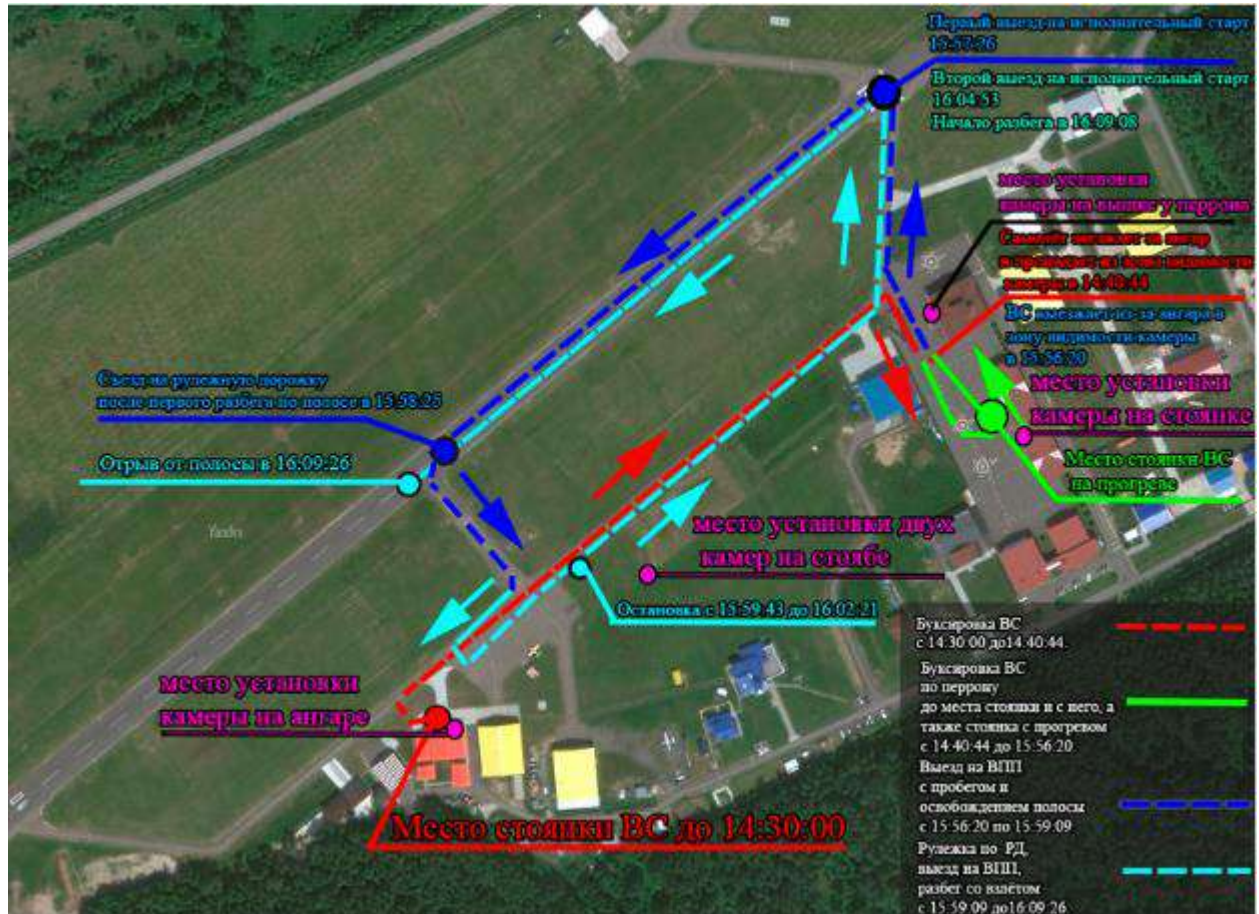 Первый выезд на исполнительный старт
15:57:26
Второй выезд на исполнительный старт
16:04:53
Начало разбега в 16:09:08
место установки
камеры на вышке у перрона
Самолёт заезжает за ангар
и пропадает из зоны видимости
камеры в 14:40:44
ВС выезжает из-за ангара в
зону видимости камеры
в 15:56:20
место установки
камеры на стоянке
Место стоянки ВС
на прогреве
Съезд на рулежную дорожку
после первого разбега по полосе в 15:58:25
Отрыв от полосы в 16:09:26
Yandex
место установки двух
камер на столбе
Остановка с 15:59:43 до 16:02:21
место установки
камеры на ангаре
Место стоянки ВС до 14:30:00
Буксировка ВС
с 14:30:00 до14:40:44.
Буксировка ВС
по перрону
до места стоянки и с него, а
также стоянка с прогревом
с 14:40:44 до 15:56:20.
Выезд на ВПП
с пробегом и
освобождением полосы
с 15:56:20 по 15:59:09
Рулежка по РД,
выезд на ВПП,
разбег со взлётом
с 15:59:09 до16:09:26.